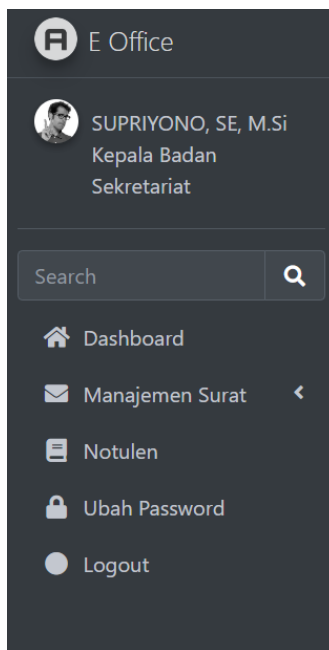 E Office
SUPRIYONO, SE, M.Si
Kepala Badan
Sekretariat
Search
Dashboard
Manajemen Surat
Notulen
Ubah Password
Logout